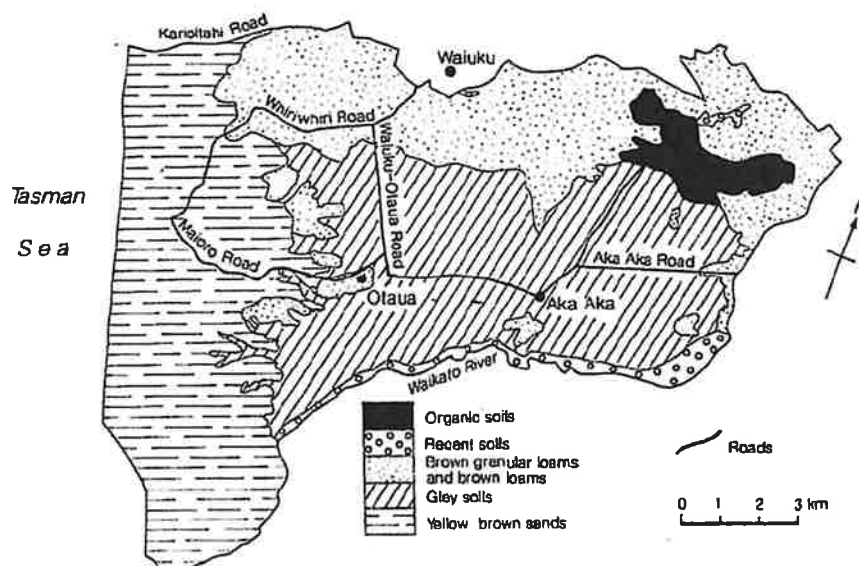 Karioitahi Road
Waiuku
Whiriwhiri Road
Waiuku-Otaua Road
Tasman
Sea
Maioro Road
Aka Aka Road
Otaua
Aka Aka
Waikato River
Organic soils
Recent soils
Brown granular loams
and brown loams
Gley soils
Yellow brown sands
Roads
0 1 2 3 km